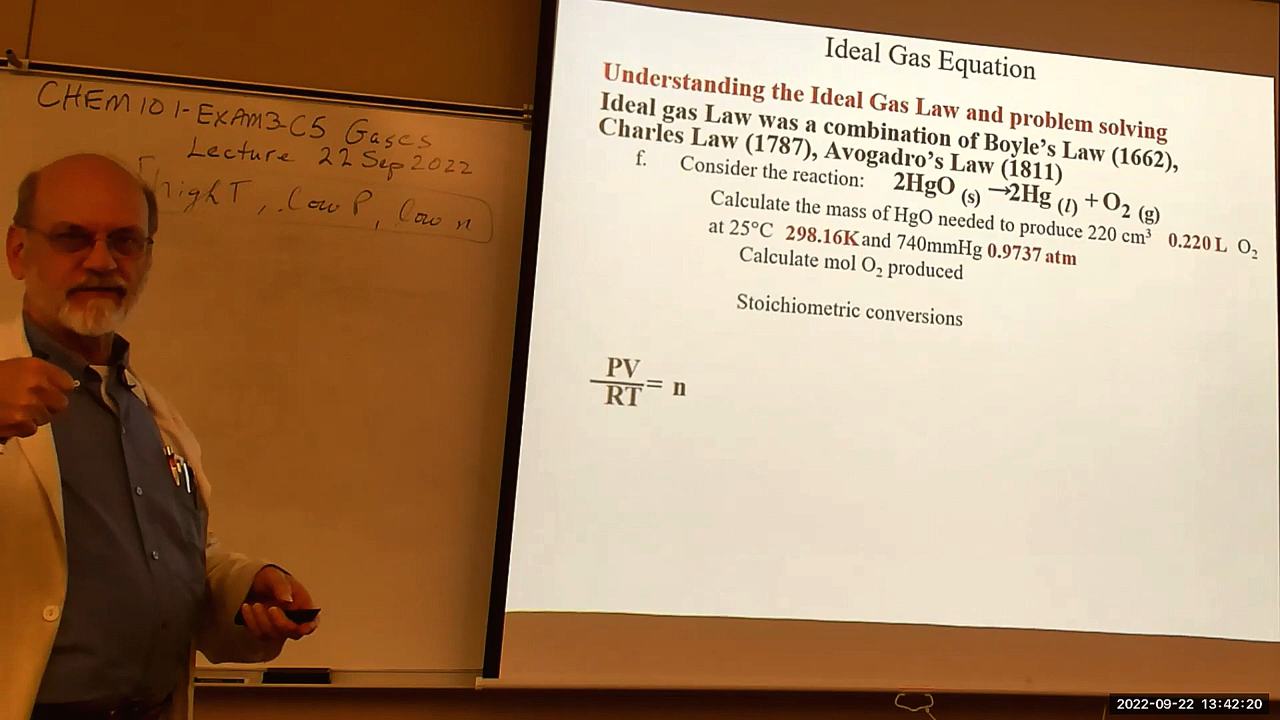 CHEM 101-EXAM3-C5 Gases
Lecture 22 Sep 2022
high T, low P, low n
Ideal Gas Equation
Understanding the Ideal Gas Law and problem solving
Ideal gas Law was a combination of Boyle's Law (1662),
Charles Law (1787), Avogadro's Law (1811)
f. Consider the reaction: 2HgO (s) →2Hg (l) + O2 (g)
Calculate the mass of HgO needed to produce 220 cm³ 0.220 L O2
at 25°C 298.16K and 740mmHg 0.9737 atm
Calculate mol O2 produced
Stoichiometric conversions
PV
RT = n
2022-09-22 13:42:20